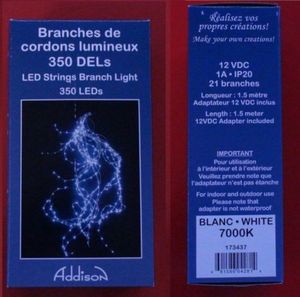 Branches de
cordons lumineux
350 DELs
LED Strings Branch Light
350 LEDs
Addison
Réalisez vos
propres créations!
Make your own creations!
12 VDC
1A • IP20
21 branches
Longueur : 1.5 mètre
Adaptateur 12 VDC inclus
Length : 1.5 meter
12VDC Adapter included
IMPORTANT
Pour utilisation
à l'intérieur et à l'extérieur
Veuillez prendre note que
l'adaptateur n'est pas étanche
For indoor and outdoor use
Please note that
adapter is not waterproof
BLANC • WHITE
7000K
173437